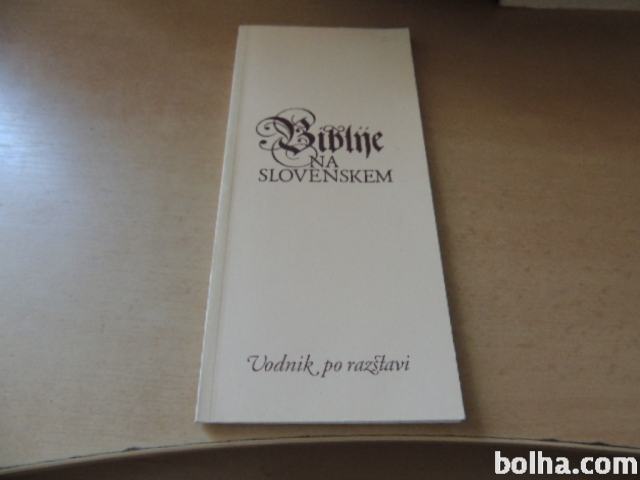 Biblije
NA
SLOVENSKEM
Vodnik po razstavi
bolha.com